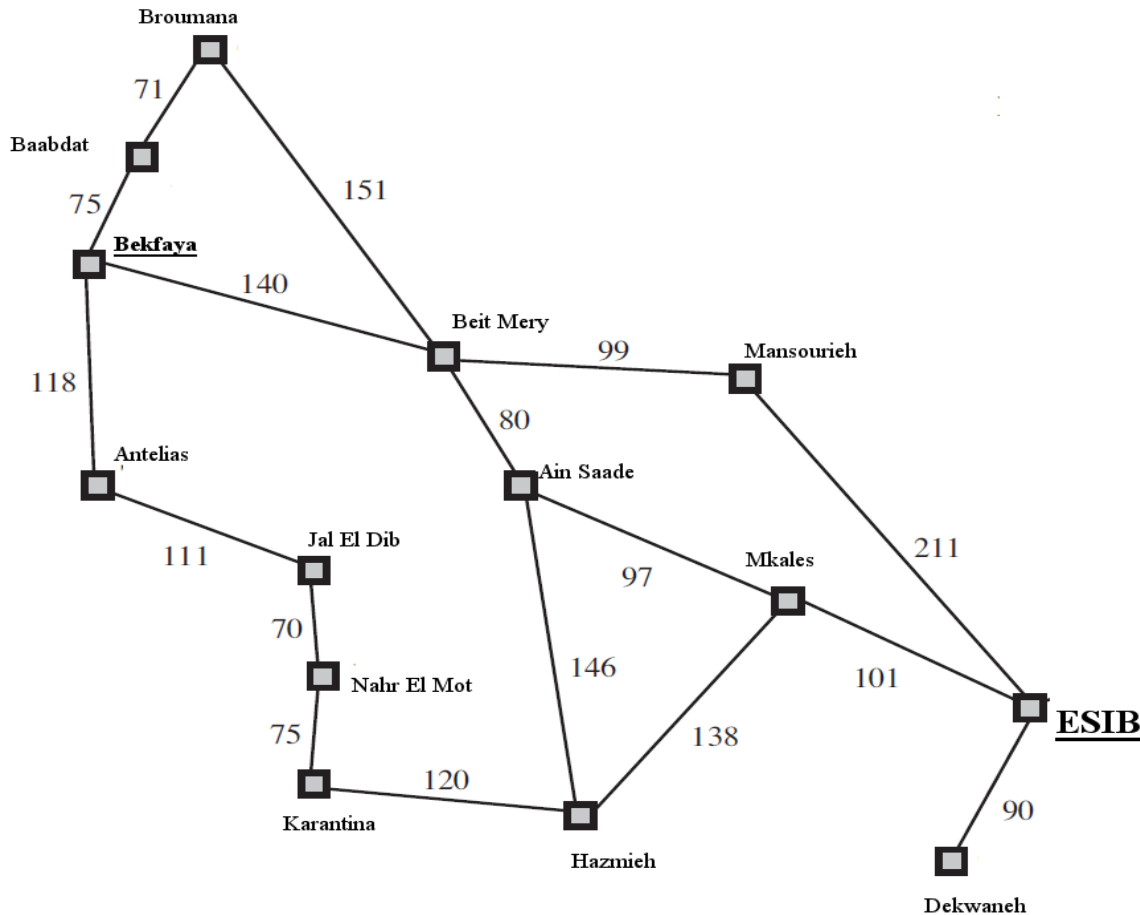 Broumana
71
Baabdat
75
151
Bekfaya
140
Beit Mery
99
Mansourieh
118
80
Antelias
Ain Saade
111
Jal El Dib
97
Mkales
211
70
146
101
Nahr El Mot
75
138
ESIB
120
Karantina
90
Hazmieh
Dekwaneh